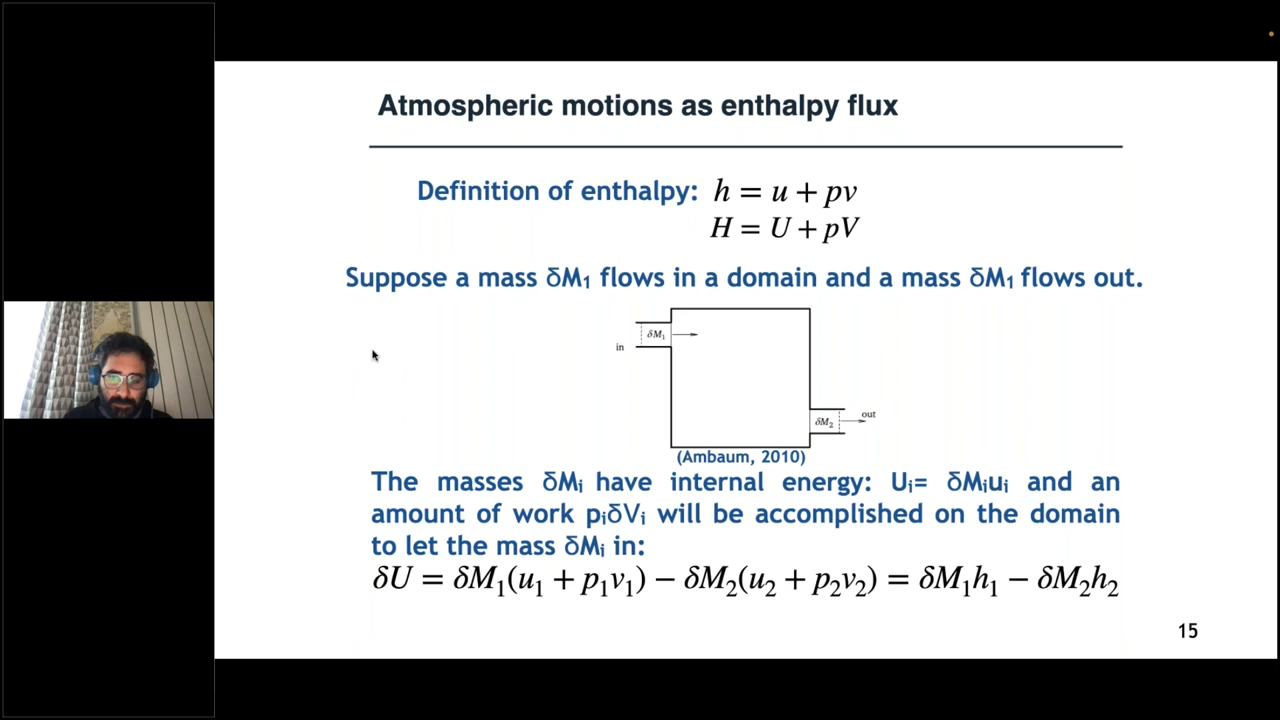 Atmospheric motions as enthalpy flux
Definition of enthalpy: h = u + pv
H = U + pV
Suppose a mass δM₁ flows in a domain and a mass δM₁ flows out.
δM₁
in
δM₂
out
(Ambaum, 2010)
The masses δMᵢ have internal energy: Uᵢ= δMᵢuᵢ and an
amount of work pᵢδVᵢ will be accomplished on the domain
to let the mass δMᵢ in:
δU = δM₁(u₁ + p₁v₁) − δM₂(u₂ + p₂v₂) = δM₁h₁ − δM₂h₂
15